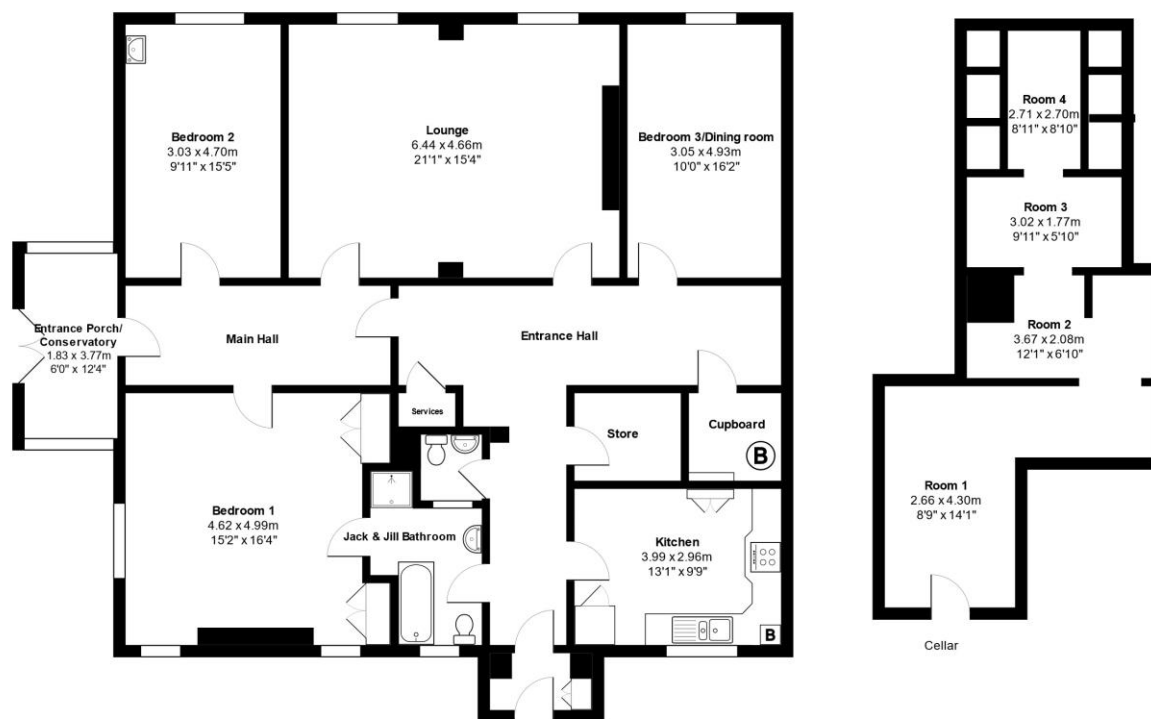 Bedroom 2
3.03 x 4.70m
9'11" x 15'5"
Lounge
6.44 x 4.66m
21'1" x 15'4"
Bedroom 3/Dining room
3.05 x 4.93m
10'0" x 16'2"
Entrance Porch/
Conservatory
1.83 x 3.77m
6'0" x 12'4"
Main Hall
Entrance Hall
Services
Store
Cupboard
B
Bedroom 1
4.62 x 4.99m
15'2" x 16'4"
Jack & Jill Bathroom
Kitchen
3.99 x 2.96m
13'1" x 9'9"
B
Room 4
2.71 x 2.70m
8'11" x 8'10"
Room 3
3.02 x 1.77m
9'11" x 5'10"
Room 2
3.67 x 2.08m
12'1" x 6'10"
Room 1
2.66 x 4.30m
8'9" x 14'1"
Cellar